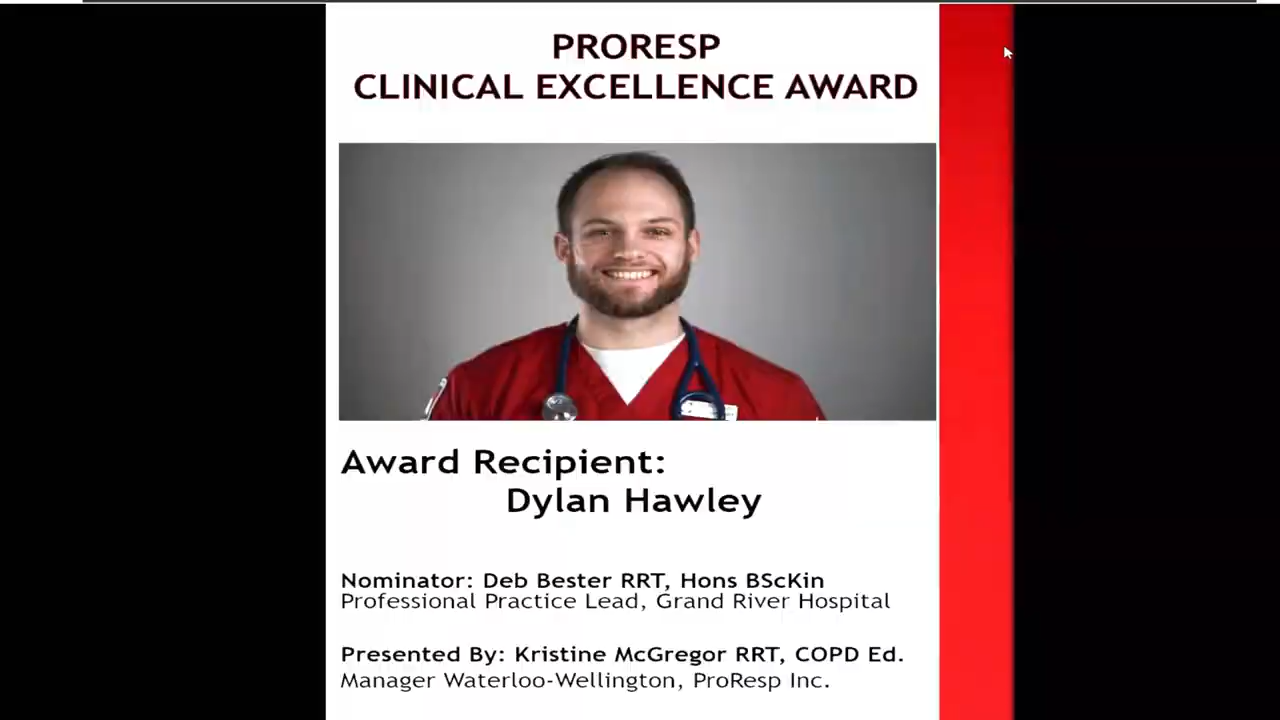 PRORESP
CLINICAL EXCELLENCE AWARD
Award Recipient:
Dylan Hawley
Nominator: Deb Bester RRT, Hons BScKin
Professional Practice Lead, Grand River Hospital
Presented By: Kristine McGregor RRT, COPD Ed.
Manager Waterloo-Wellington, ProResp Inc.